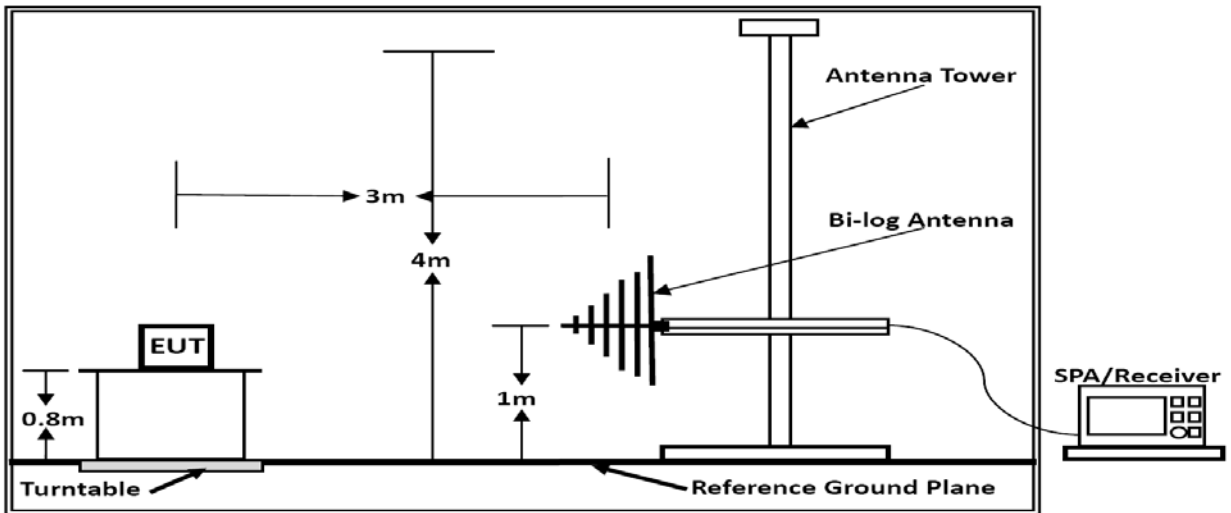 Antenna Tower
3m
Bi-log Antenna
4m
EUT
1m
SPA/Receiver
0.8m
Turntable
Reference Ground Plane